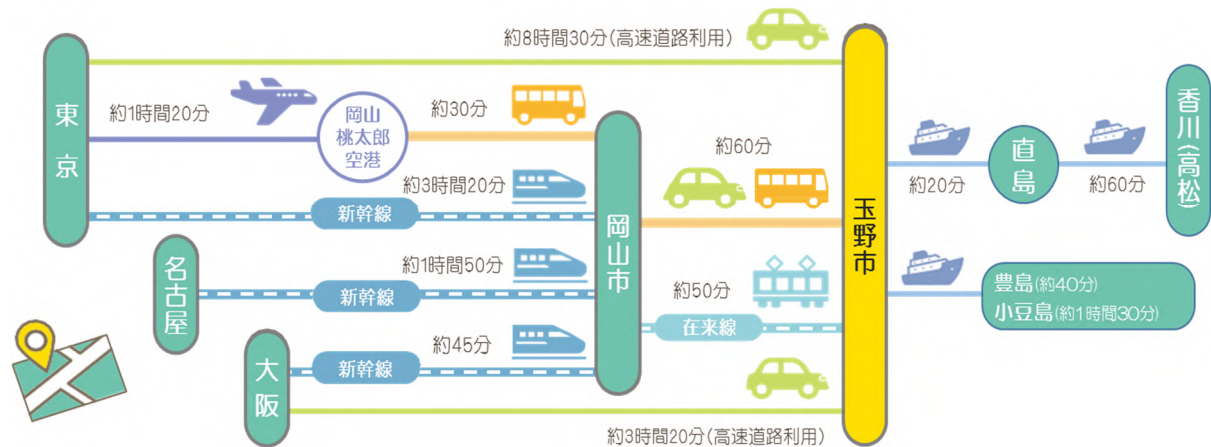 約8時間30分(高速道路利用)
東京
約1時間20分
岡山
桃太郎
空港
約30分
約3時間20分
新幹線
名古屋
約1時間50分
新幹線
大阪
約45分
新幹線
岡山市
約60分
約50分
在来線
約3時間20分(高速道路利用)
玉野市
約20分
直島
約60分
香川(高松)
豊島(約40分)
小豆島(約1時間30分)